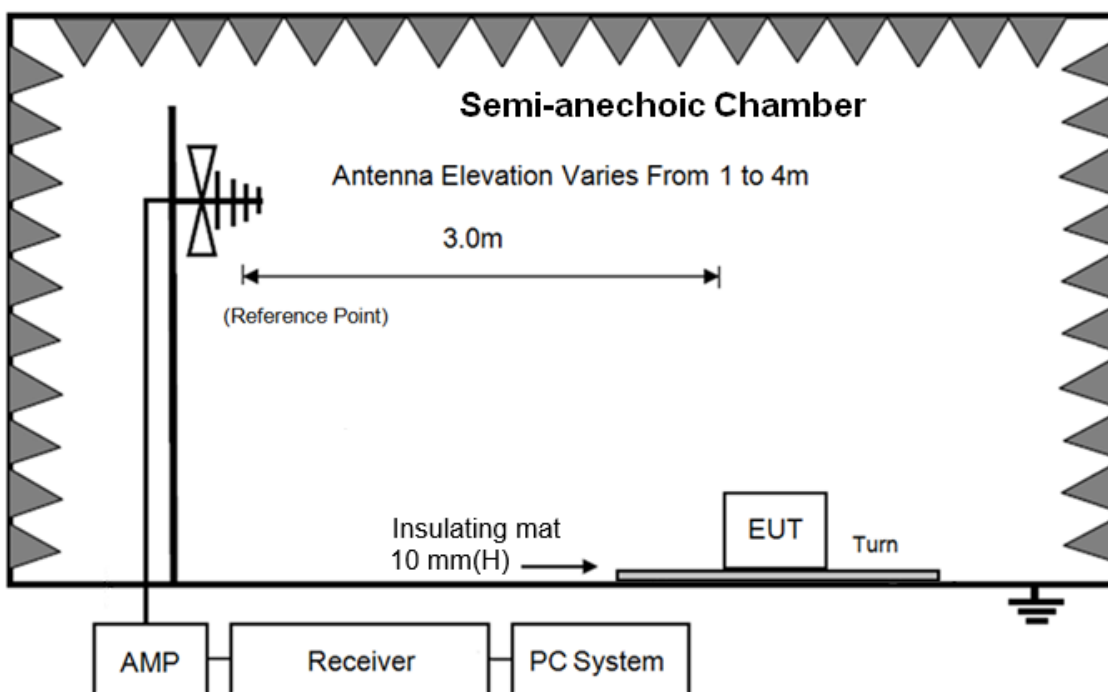 Semi-anechoic Chamber
Antenna Elevation Varies From 1 to 4m
3.0m
(Reference Point)
Insulating mat
10 mm(H)
EUT
Turn
AMP
Receiver
PC System